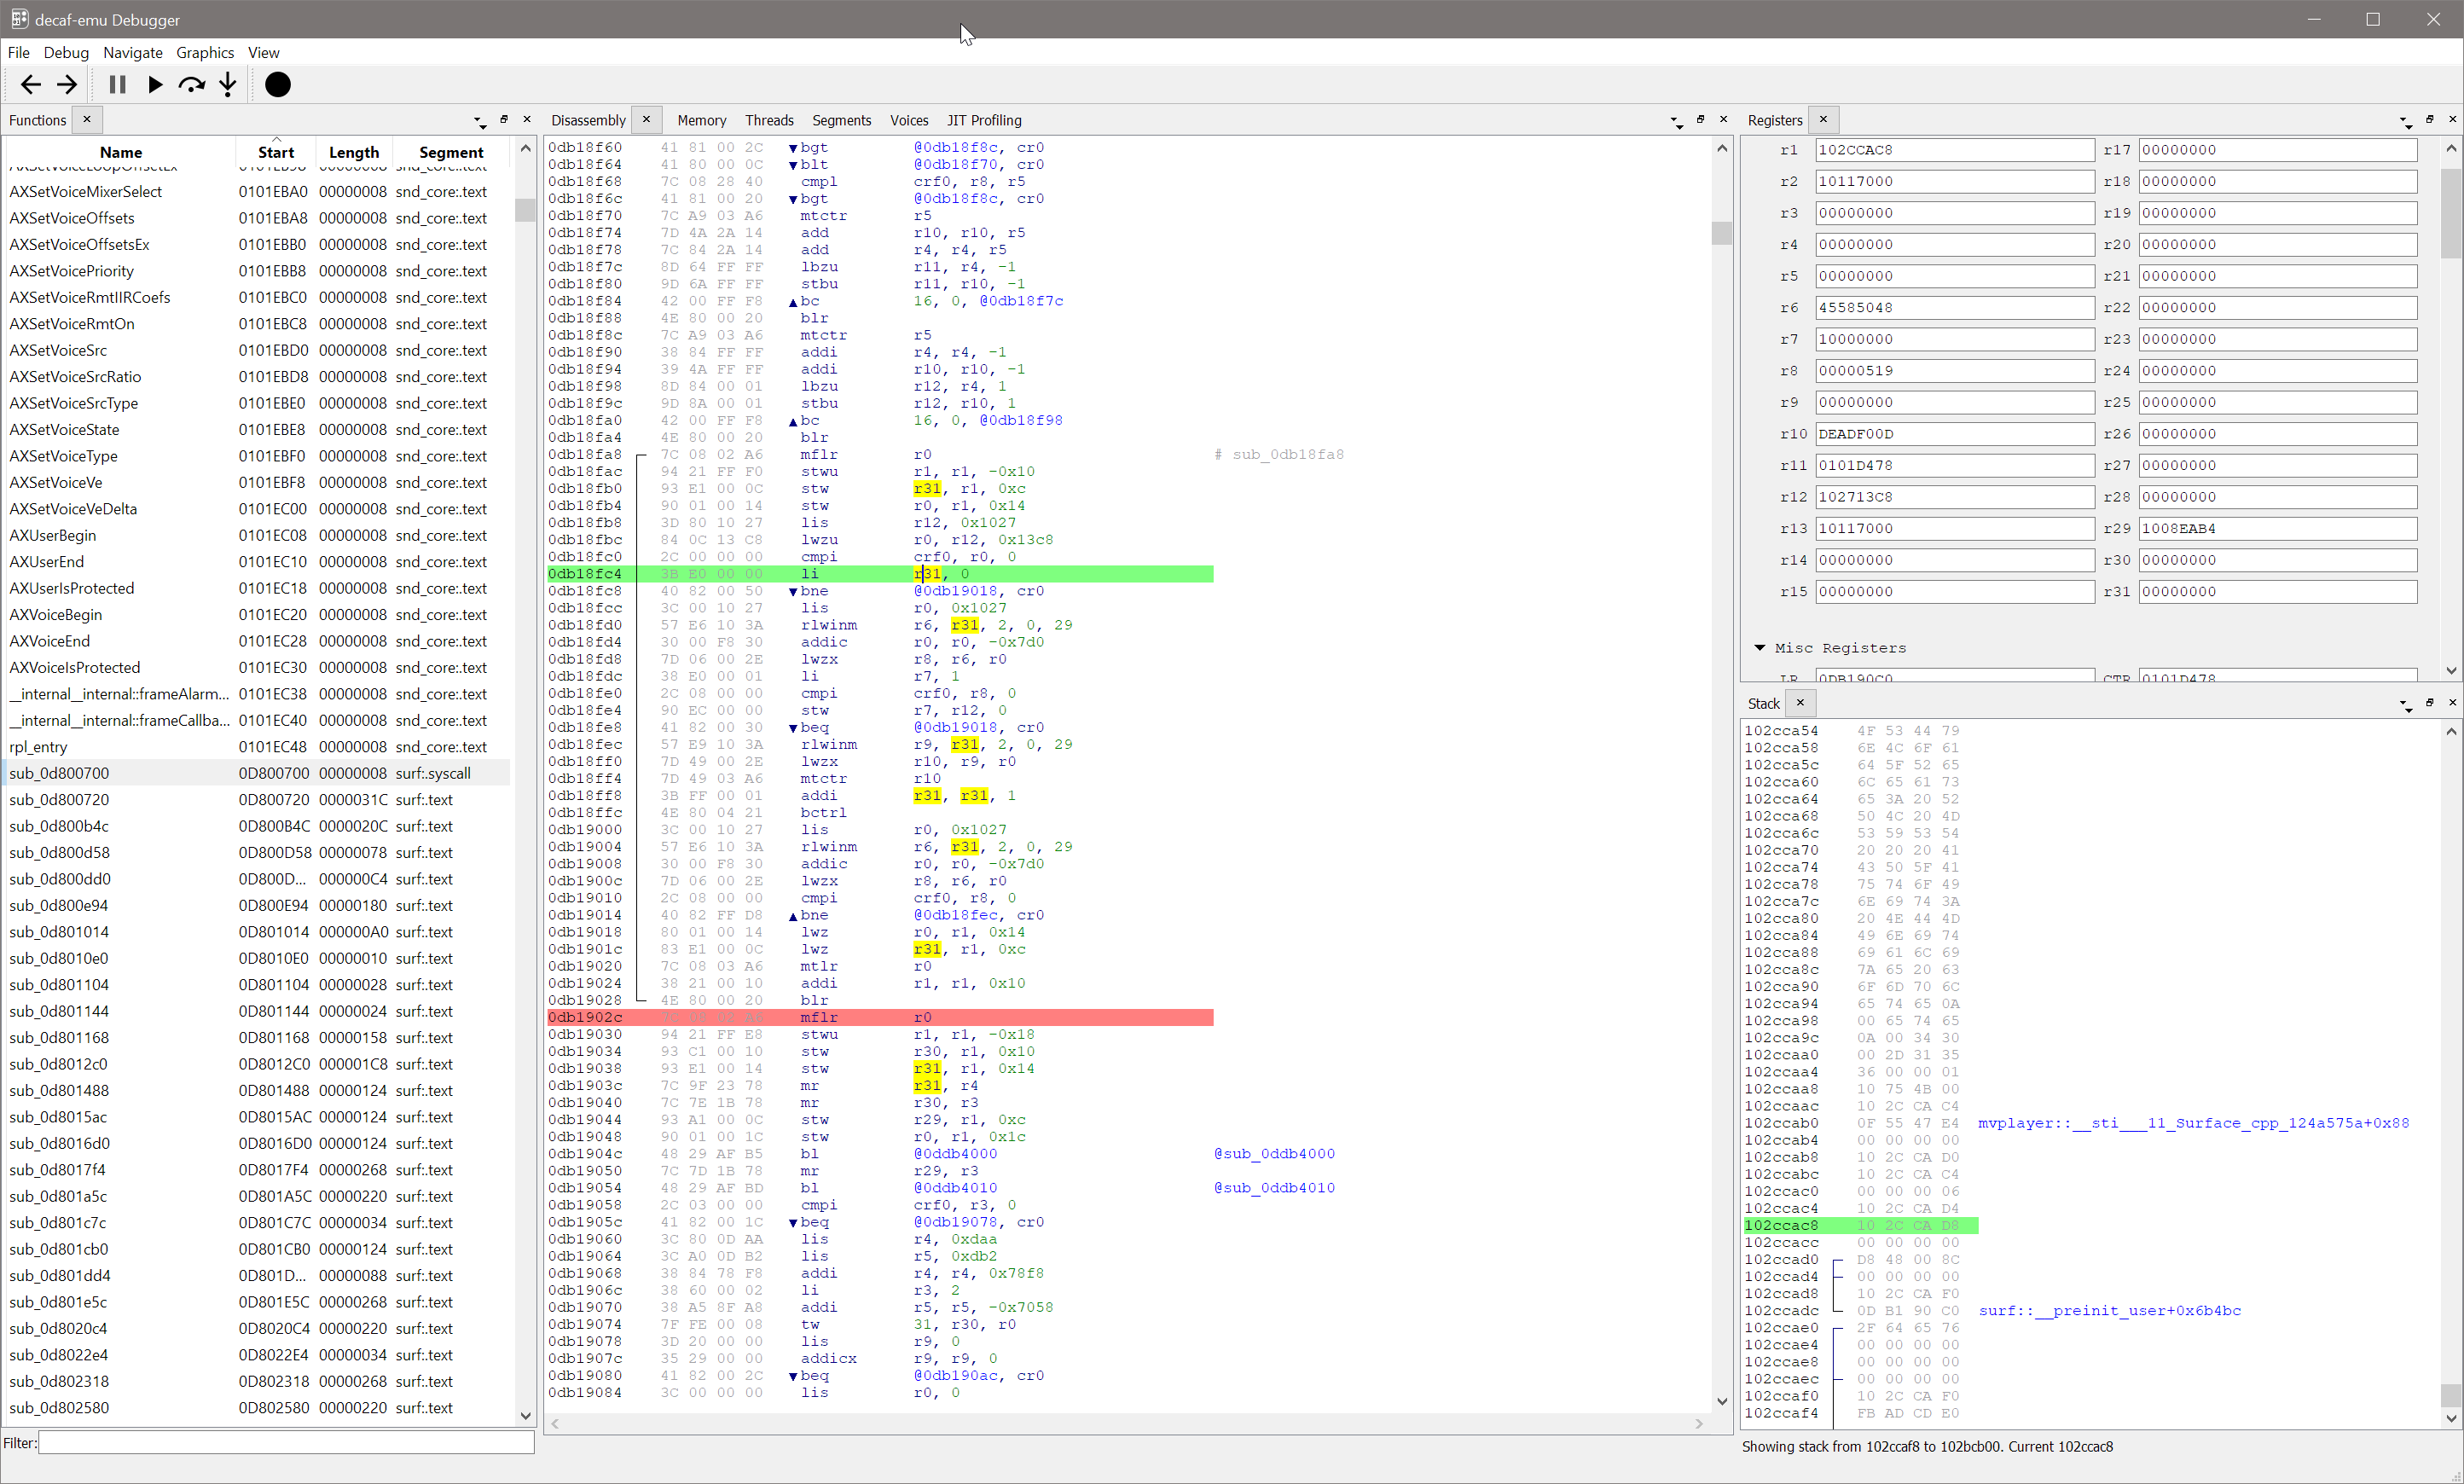 decaf-emu Debugger
File Debug Navigate Graphics View
Functions
Name Start Length Segment
AXSetVoiceMixerSelect 0101EBA0 00000008 snd_core:.text
AXSetVoiceOffsets 0101EBA8 00000008 snd_core:.text
AXSetVoiceOffsetsEx 0101EBB0 00000008 snd_core:.text
AXSetVoicePriority 0101EBB8 00000008 snd_core:.text
AXSetVoiceRmtIIRCoefs 0101EBC0 00000008 snd_core:.text
AXSetVoiceRmtOn 0101EBC8 00000008 snd_core:.text
AXSetVoiceSrc 0101EBD0 00000008 snd_core:.text
AXSetVoiceSrcRatio 0101EBD8 00000008 snd_core:.text
AXSetVoiceSrcType 0101EBE0 00000008 snd_core:.text
AXSetVoiceState 0101EBE8 00000008 snd_core:.text
AXSetVoiceType 0101EBF0 00000008 snd_core:.text
AXSetVoiceVe 0101EBF8 00000008 snd_core:.text
AXSetVoiceVeDelta 0101EC00 00000008 snd_core:.text
AXUserBegin 0101EC08 00000008 snd_core:.text
AXUserEnd 0101EC10 00000008 snd_core:.text
AXUserIsProtected 0101EC18 00000008 snd_core:.text
AXVoiceBegin 0101EC20 00000008 snd_core:.text
AXVoiceEnd 0101EC28 00000008 snd_core:.text
AXVoiceIsProtected 0101EC30 00000008 snd_core:.text
__internal__internal::frameAlarm... 0101EC38 00000008 snd_core:.text
__internal__internal::frameCallba... 0101EC40 00000008 snd_core:.text
rpl_entry 0101EC48 00000008 snd_core:.text
sub_0d800700 0D800700 00000008 surf:.syscall
sub_0d800720 0D800720 0000031C surf:.text
sub_0d800b4c 0D800B4C 0000020C surf:.text
sub_0d800d58 0D800D58 00000078 surf:.text
sub_0d800dd0 0D800D... 000000C4 surf:.text
sub_0d800e94 0D800E94 00000180 surf:.text
sub_0d801014 0D801014 000000A0 surf:.text
sub_0d8010e0 0D8010E0 00000010 surf:.text
sub_0d801104 0D801104 00000028 surf:.text
sub_0d801144 0D801144 00000024 surf:.text
sub_0d801168 0D801168 00000158 surf:.text
sub_0d8012c0 0D8012C0 000001C8 surf:.text
sub_0d801488 0D801488 00000124 surf:.text
sub_0d8015ac 0D8015AC 00000124 surf:.text
sub_0d8016d0 0D8016D0 00000124 surf:.text
sub_0d8017f4 0D8017F4 00000268 surf:.text
sub_0d801a5c 0D801A5C 00000220 surf:.text
sub_0d801c7c 0D801C7C 00000034 surf:.text
sub_0d801cb0 0D801CB0 00000124 surf:.text
sub_0d801dd4 0D801D... 00000088 surf:.text
sub_0d801e5c 0D801E5C 00000268 surf:.text
sub_0d8020c4 0D8020C4 00000220 surf:.text
sub_0d8022e4 0D8022E4 00000034 surf:.text
sub_0d802318 0D802318 00000268 surf:.text
sub_0d802580 0D802580 00000220 surf:.text
Filter:
Disassembly Memory Threads Segments Voices JIT Profiling
0db18f60 41 81 00 2C bgt @0db18f8c, cr0
0db18f64 41 80 00 0C blt @0db18f70, cr0
0db18f68 7C 08 28 40 cmpl crf0, r8, r5
0db18f6c 41 81 00 20 bgt @0db18f8c, cr0
0db18f70 7C A9 03 A6 mtctr r5
0db18f74 7D 4A 2A 14 add r10, r10, r5
0db18f78 7C 84 2A 14 add r4, r4, r5
0db18f7c 8D 64 FF FF lbzu r11, r4, -1
0db18f80 9D 6A FF FF stbu r11, r10, -1
0db18f84 42 00 FF F8 bc 16, 0, @0db18f7c
0db18f88 4E 80 00 20 blr
0db18f8c 7C A9 03 A6 mtctr r5
0db18f90 38 84 FF FF addi r4, r4, -1
0db18f94 39 4A FF FF addi r10, r10, -1
0db18f98 8D 84 00 01 lbzu r12, r4, 1
0db18f9c 9D 8A 00 01 stbu r12, r10, 1
0db18fa0 42 00 FF F8 bc 16, 0, @0db18f98
0db18fa4 4E 80 00 20 blr
0db18fa8 7C 08 02 A6 mflr r0 # sub_0db18fa8
0db18fac 94 21 FF F0 stwu r1, r1, -0x10
0db18fb0 93 E1 00 0C stw r31, r1, 0xc
0db18fb4 90 01 00 14 stw r0, r1, 0x14
0db18fb8 3D 80 10 27 lis r12, 0x1027
0db18fbc 84 0C 13 C8 lwzu r0, r12, 0x13c8
0db18fc0 2C 00 00 00 cmpi crf0, r0, 0
0db18fc4 3B E0 00 00 li r31, 0
0db18fc8 40 82 00 50 bne @0db19018, cr0
0db18fcc 3C 00 10 27 lis r0, 0x1027
0db18fd0 57 E6 10 3A rlwinm r6, r31, 2, 0, 29
0db18fd4 30 00 F8 30 addic r0, r0, -0x7d0
0db18fd8 7D 06 00 2E lwzx r8, r6, r0
0db18fdc 38 E0 00 01 li r7, 1
0db18fe0 2C 08 00 00 cmpi crf0, r8, 0
0db18fe4 90 EC 00 00 stw r7, r12, 0
0db18fe8 41 82 00 30 beq @0db19018, cr0
0db18fec 57 E9 10 3A rlwinm r9, r31, 2, 0, 29
0db18ff0 7D 49 00 2E lwzx r10, r9, r0
0db18ff4 7D 49 03 A6 mtctr r10
0db18ff8 3B FF 00 01 addi r31, r31, 1
0db18ffc 4E 80 04 21 bctrl
0db19000 3C 00 10 27 lis r0, 0x1027
0db19004 57 E6 10 3A rlwinm r6, r31, 2, 0, 29
0db19008 30 00 F8 30 addic r0, r0, -0x7d0
0db1900c 7D 06 00 2E lwzx r8, r6, r0
0db19010 2C 08 00 00 cmpi crf0, r8, 0
0db19014 40 82 FF D8 bne @0db18fec, cr0
0db19018 80 01 00 14 lwz r0, r1, 0x14
0db1901c 83 E1 00 0C lwz r31, r1, 0xc
0db19020 7C 08 03 A6 mtlr r0
0db19024 38 21 00 10 addi r1, r1, 0x10
0db19028 4E 80 00 20 blr
0db1902c 7C 08 02 A6 mflr r0
0db19030 94 21 FF E8 stwu r1, r1, -0x18
0db19034 93 C1 00 10 stw r30, r1, 0x10
0db19038 93 E1 00 14 stw r31, r1, 0x14
0db1903c 7C 9F 23 78 mr r31, r4
0db19040 7C 7E 1B 78 mr r30, r3
0db19044 93 A1 00 0C stw r29, r1, 0xc
0db19048 90 01 00 1C stw r0, r1, 0x1c
0db1904c 48 29 AF B5 bl @0ddb4000 @sub_0ddb4000
0db19050 7C 7D 1B 78 mr r29, r3
0db19054 48 29 AF BD bl @0ddb4010 @sub_0ddb4010
0db19058 2C 03 00 00 cmpi crf0, r3, 0
0db1905c 41 82 00 1C beq @0db19078, cr0
0db19060 3C 80 0D AA lis r4, 0xdaa
0db19064 3C A0 0D B2 lis r5, 0xdb2
0db19068 38 84 78 F8 addi r4, r4, 0x78f8
0db1906c 38 60 00 02 li r3, 2
0db19070 38 A5 8F A8 addi r5, r5, -0x7058
0db19074 7F FE 00 08 tw 31, r30, r0
0db19078 3D 20 00 00 lis r9, 0
0db1907c 35 29 00 00 addicx r9, r9, 0
0db19080 41 82 00 2C beq @0db190ac, cr0
0db19084 3C 00 00 00 lis r0, 0
Registers
r1 102CCAC8 r17 00000000
r2 10117000 r18 00000000
r3 00000000 r19 00000000
r4 00000000 r20 00000000
r5 00000000 r21 00000000
r6 45585048 r22 00000000
r7 10000000 r23 00000000
r8 00000519 r24 00000000
r9 00000000 r25 00000000
r10 DEADF00D r26 00000000
r11 0101D478 r27 00000000
r12 102713C8 r28 00000000
r13 10117000 r29 1008EAB4
r14 00000000 r30 00000000
r15 00000000 r31 00000000
Misc Registers
LR 0DB190C0 CTR 0101D478
Stack
102cca54 4F 53 44 79
102cca58 6E 4C 6F 61
102cca5c 64 5F 52 65
102cca60 6C 65 61 73
102cca64 65 3A 20 52
102cca68 50 4C 20 4D
102cca6c 53 59 53 54
102cca70 20 20 20 41
102cca74 43 50 5F 41
102cca78 75 74 6F 49
102cca7c 6E 69 74 3A
102cca80 20 4E 44 4D
102cca84 49 6E 69 74
102cca88 69 61 6C 69
102cca8c 7A 65 20 63
102cca90 6F 6D 70 6C
102cca94 65 74 65 0A
102cca98 00 65 74 65
102cca9c 0A 00 34 30
102ccaa0 00 2D 31 35
102ccaa4 36 00 00 01
102ccaa8 10 75 4B 00
102ccaac 10 2C CA C4
102ccab0 0F 55 47 E4 mvplayer::__sti___11_Surface_cpp_124a575a+0x88
102ccab4 00 00 00 00
102ccab8 10 2C CA D0
102ccabc 10 2C CA C4
102ccac0 00 00 00 06
102ccac4 10 2C CA D4
102ccac8 10 2C CA D8
102ccacc 00 00 00 00
102ccad0 D8 48 00 8C
102ccad4 00 00 00 00
102ccad8 10 2C CA F0
102ccadc 0D B1 90 C0 surf::__preinit_user+0x6b4bc
102ccae0 2F 64 65 76
102ccae4 00 00 00 00
102ccae8 00 00 00 00
102ccaec 00 00 00 00
102ccaf0 10 2C CA F0
102ccaf4 FB AD CD E0
Showing stack from 102ccaf8 to 102bcb00. Current 102ccac8